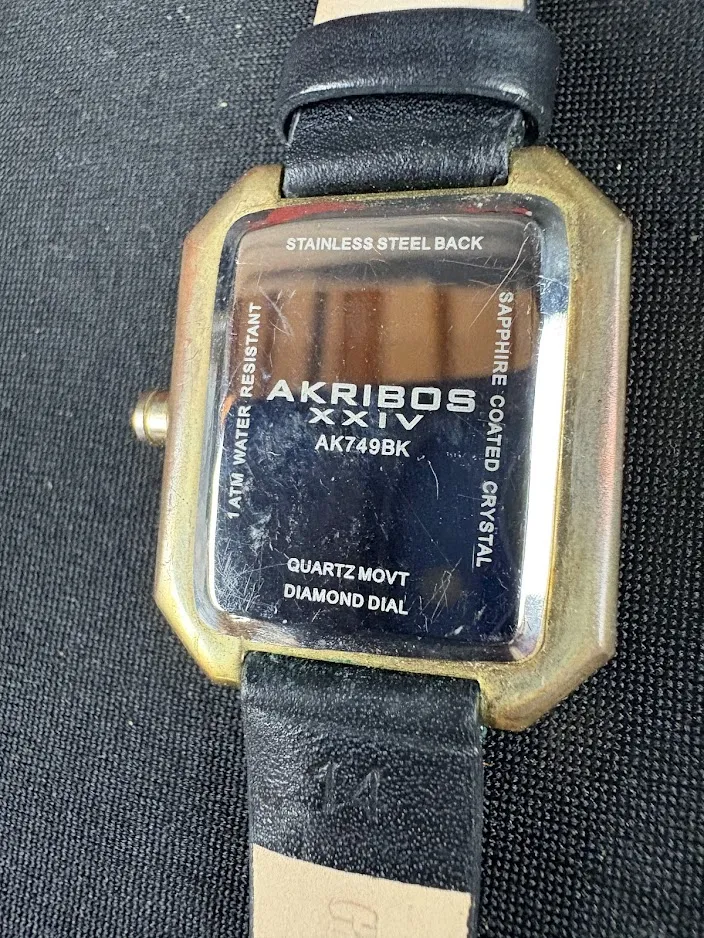 STAINLESS STEEL BACK
1 ATM WATER RESISTANT
SAPPHIRE COATED CRYSTAL
AKRIBOS
XXIV
AK749BK
QUARTZ MOVT
DIAMOND DIAL
14
G